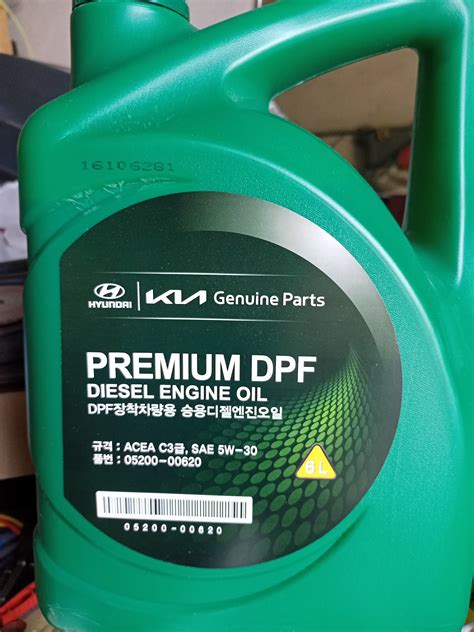 16106281
HYUNDAI KIA Genuine Parts
PREMIUM DPF
DIESEL ENGINE OIL
DPF장착차량용 승용디젤엔진오일
규격 : ACEA C3급, SAE 5W-30
품번 : 05200-00620
6 L
05200-00620